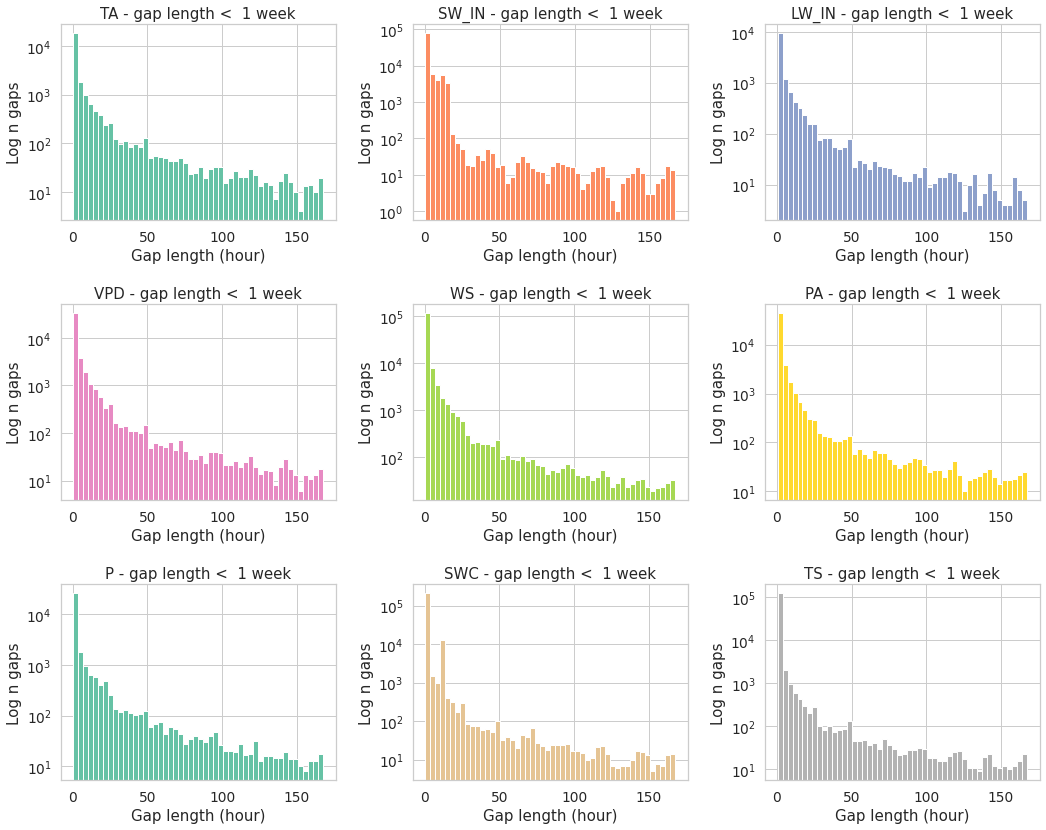 TA - gap length <  1 week
SW_IN - gap length <  1 week
LW_IN - gap length <  1 week
Log n gaps
10^4
10^3
10^2
10^1
0
50
100
150
Gap length (hour)
Log n gaps
10^5
10^4
10^3
10^2
10^1
10^0
0
50
100
150
Gap length (hour)
Log n gaps
10^4
10^3
10^2
10^1
0
50
100
150
Gap length (hour)
VPD - gap length <  1 week
WS - gap length <  1 week
PA - gap length <  1 week
Log n gaps
10^4
10^3
10^2
10^1
0
50
100
150
Gap length (hour)
Log n gaps
10^5
10^4
10^3
10^2
0
50
100
150
Gap length (hour)
Log n gaps
10^4
10^3
10^2
10^1
0
50
100
150
Gap length (hour)
P - gap length <  1 week
SWC - gap length <  1 week
TS - gap length <  1 week
Log n gaps
10^4
10^3
10^2
10^1
0
50
100
150
Gap length (hour)
Log n gaps
10^5
10^4
10^3
10^2
10^1
0
50
100
150
Gap length (hour)
Log n gaps
10^5
10^4
10^3
10^2
10^1
0
50
100
150
Gap length (hour)